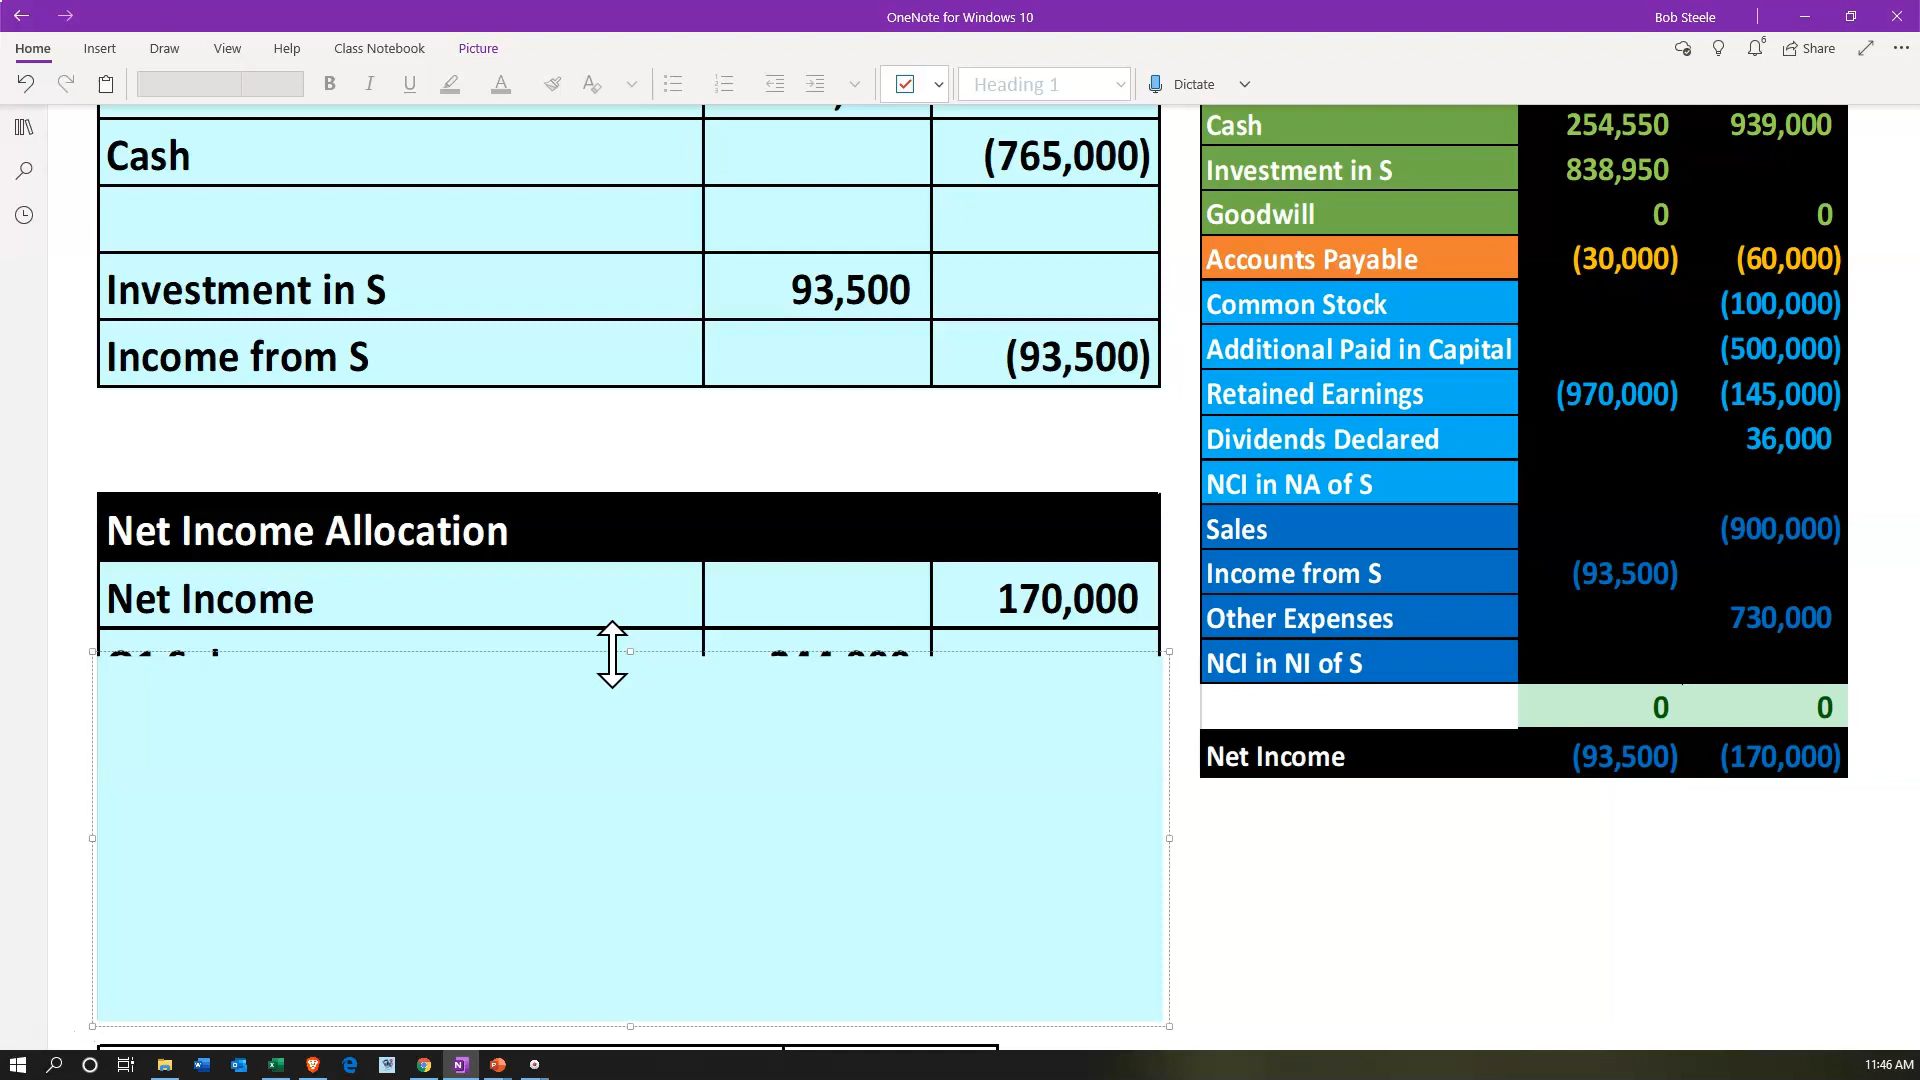 OneNote for Windows 10
Bob Steele
Home Insert Draw View Help Class Notebook Picture
6
Share
B I U A A
Heading 1
Dictate
Cash (765,000)
Investment in S 93,500
Income from S (93,500)
Net Income Allocation
Net Income 170,000
Cash 254,550 939,000
Investment in S 838,950
Goodwill 0 0
Accounts Payable (30,000) (60,000)
Common Stock (100,000)
Additional Paid in Capital (500,000)
Retained Earnings (970,000) (145,000)
Dividends Declared 36,000
NCI in NA of S
Sales (900,000)
Income from S (93,500)
Other Expenses 730,000
NCI in NI of S
0 0
Net Income (93,500) (170,000)
11:46 AM